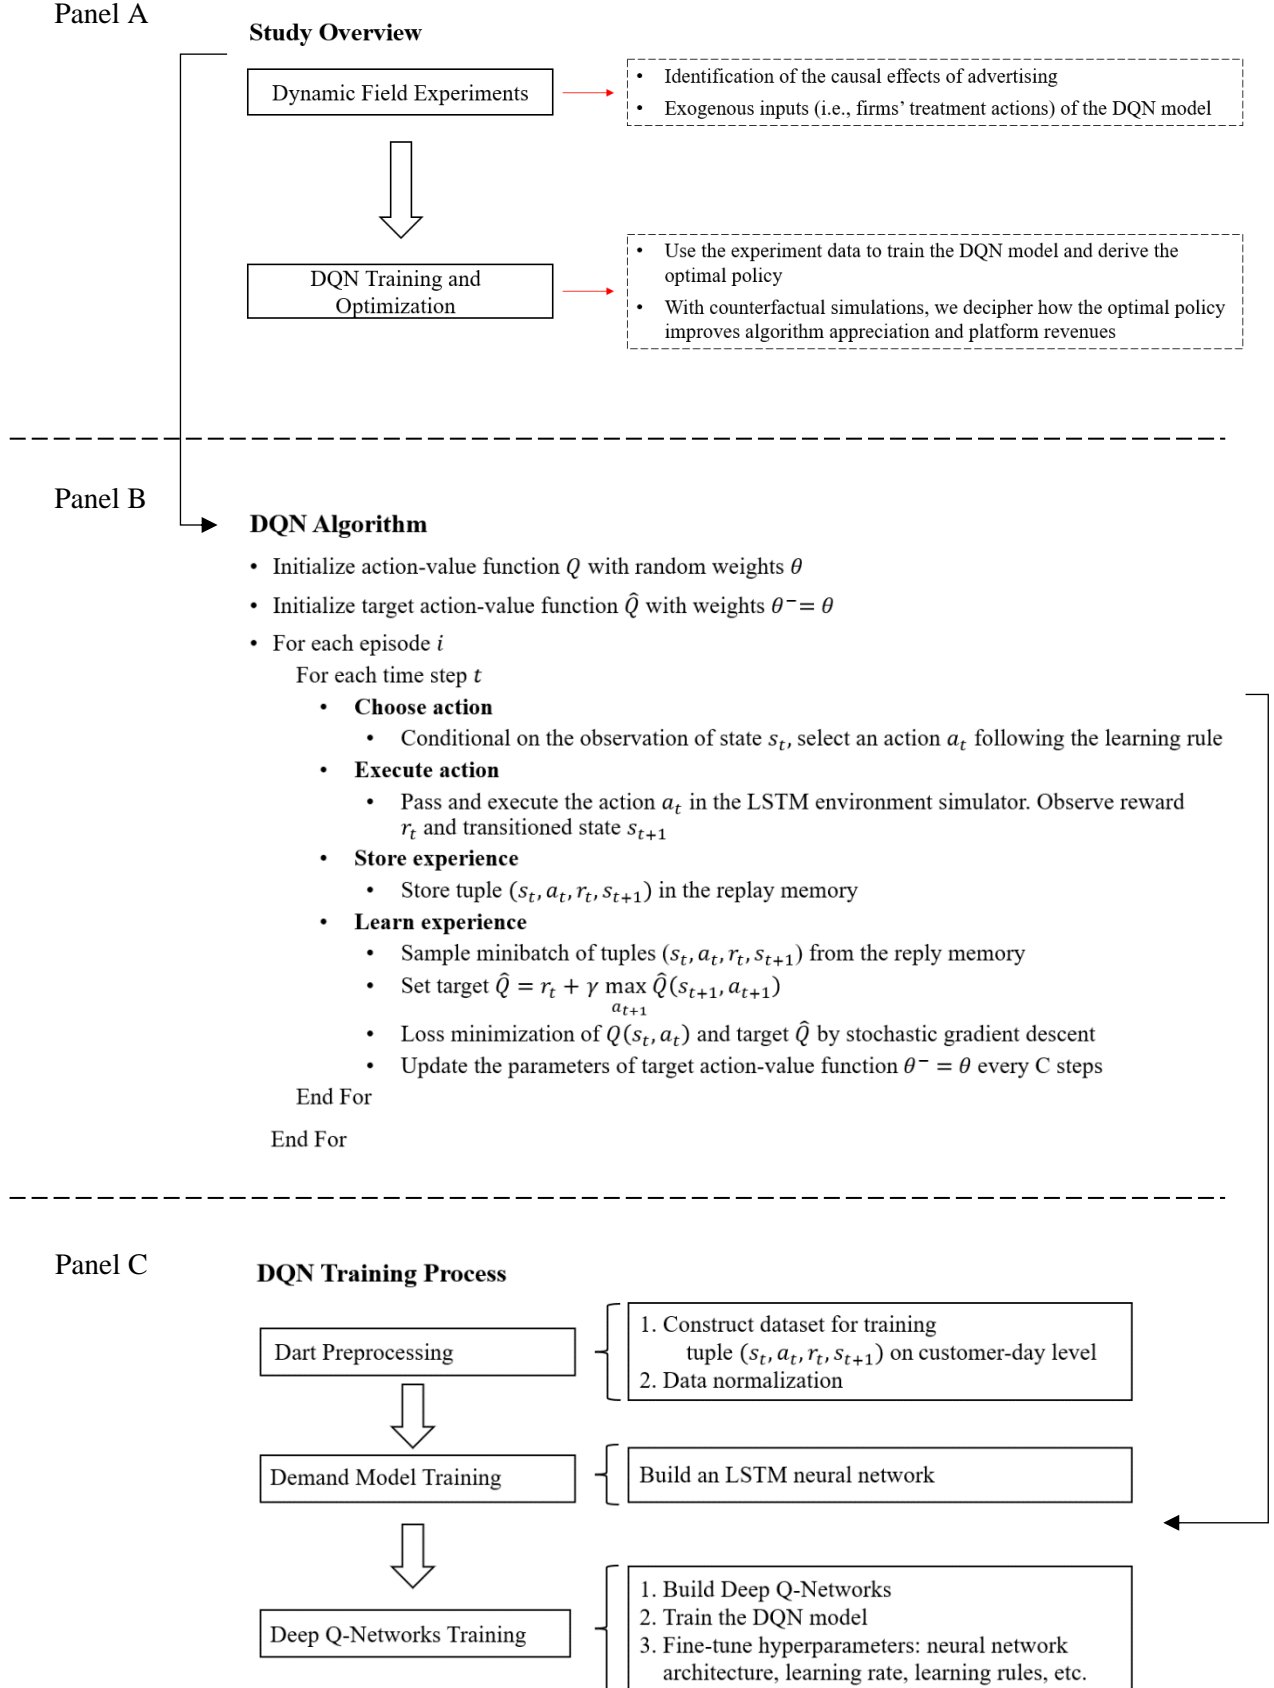 Panel A
Study Overview
Dynamic Field Experiments
• Identification of the causal effects of advertising
• Exogenous inputs (i.e., firms' treatment actions) of the DQN model
DQN Training and
Optimization
• Use the experiment data to train the DQN model and derive the
optimal policy
• With counterfactual simulations, we decipher how the optimal policy
improves algorithm appreciation and platform revenues
Panel B
DQN Algorithm
• Initialize action-value function Q with random weights θ
• Initialize target action-value function Q̂ with weights θ⁻= θ
• For each episode i
For each time step t
• Choose action
• Conditional on the observation of state s_t, select an action a_t following the learning rule
• Execute action
• Pass and execute the action a_t in the LSTM environment simulator. Observe reward
r_t and transitioned state s_{t+1}
• Store experience
• Store tuple (s_t, a_t, r_t, s_{t+1}) in the replay memory
• Learn experience
• Sample minibatch of tuples (s_t, a_t, r_t, s_{t+1}) from the reply memory
• Set target Q̂ = r_t + γ max Q̂(s_{t+1}, a_{t+1})
a_{t+1}
• Loss minimization of Q(s_t, a_t) and target Q̂ by stochastic gradient descent
• Update the parameters of target action-value function θ⁻ = θ every C steps
End For
End For
Panel C
DQN Training Process
Dart Preprocessing
1. Construct dataset for training
tuple (s_t, a_t, r_t, s_{t+1}) on customer-day level
2. Data normalization
Demand Model Training
Build an LSTM neural network
Deep Q-Networks Training
1. Build Deep Q-Networks
2. Train the DQN model
3. Fine-tune hyperparameters: neural network
architecture, learning rate, learning rules, etc.